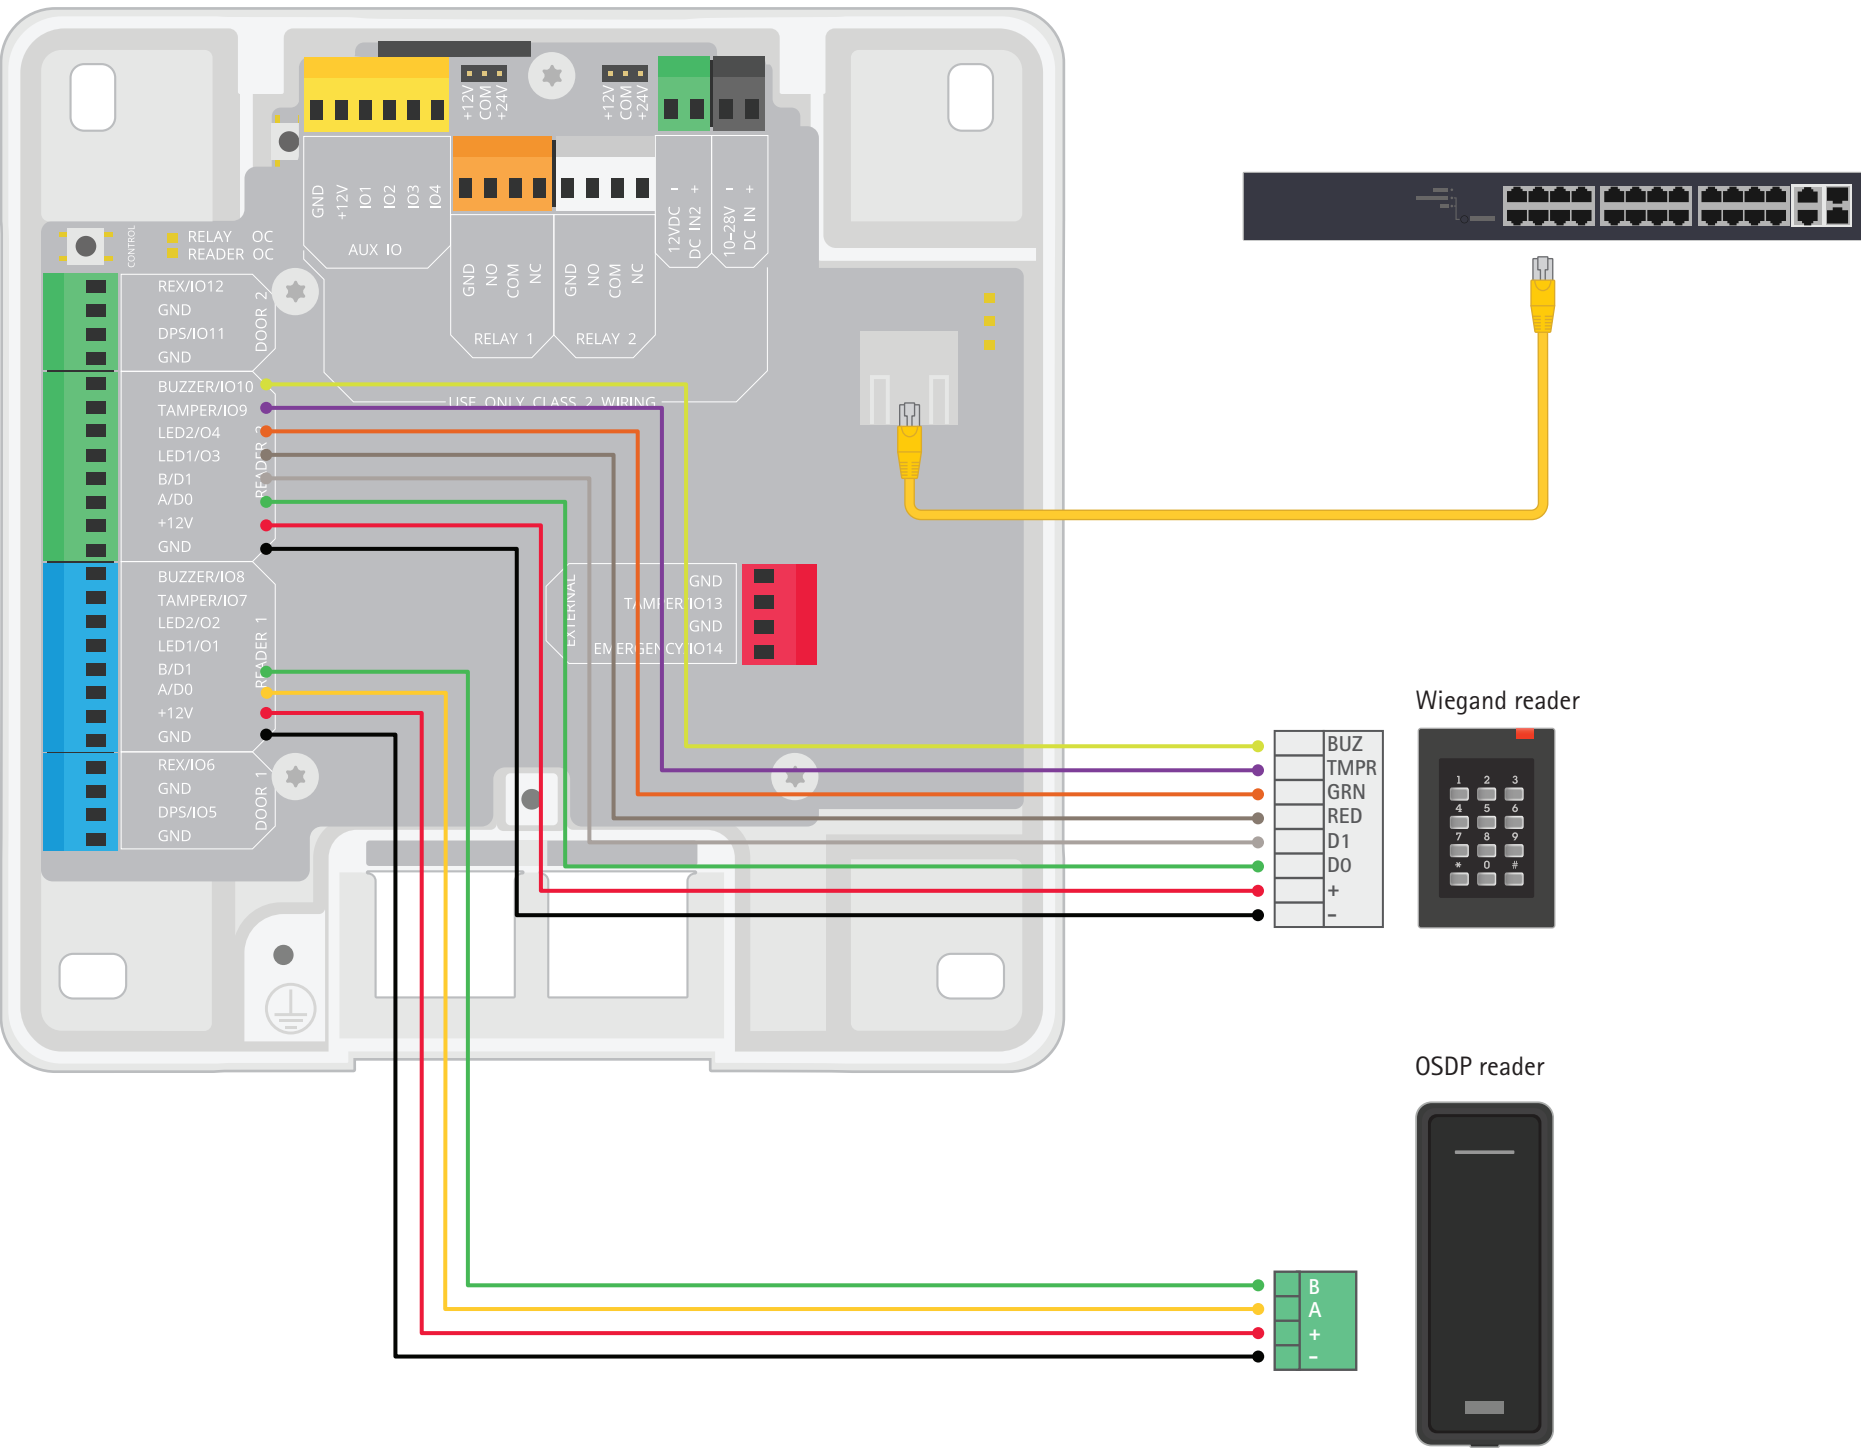 +12V
COM
+24V
+12V
COM
+24V
GND
+12V
IO1
IO2
IO3
IO4
AUX IO
12VDC - 
DC IN2 +
10–28V -
DC IN +
CONTROL
RELAY OC
READER OC
GND
NO
COM
NC
RELAY 1
GND
NO
COM
NC
RELAY 2
USE ONLY CLASS 2 WIRING
REX/IO12
GND
DPS/IO11
GND
DOOR 2
BUZZER/IO10
TAMPER/IO9
LED2/O4
LED1/O3
B/D1
A/D0
+12V
GND
READER 2
BUZZER/IO8
TAMPER/IO7
LED2/O2
LED1/O1
B/D1
A/D0
+12V
GND
READER 1
REX/IO6
GND
DPS/IO5
GND
DOOR 1
EXTERNAL
GND
TAMPER/IO13
GND
EMERGENCY/IO14
Wiegand reader
BUZ
TMPR
GRN
RED
D1
D0
+
-
1 2 3
4 5 6
7 8 9
* 0 #
OSDP reader
B
A
+
-